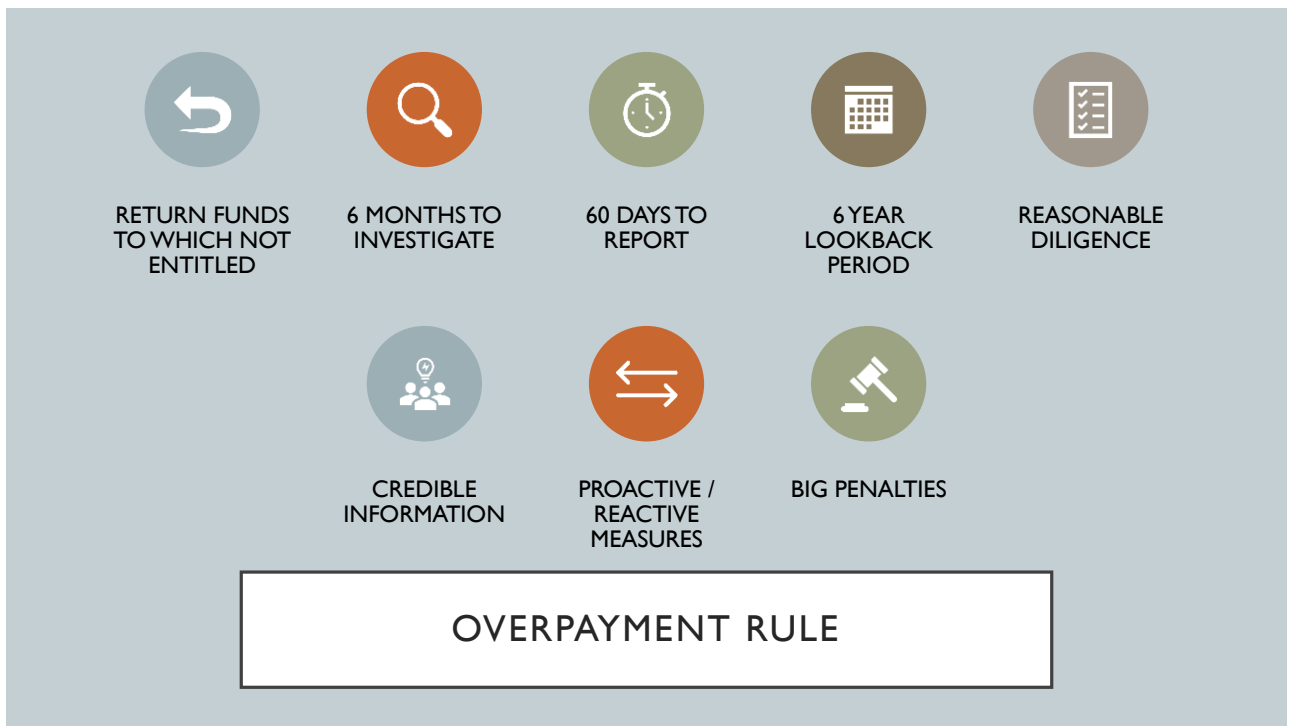 RETURN FUNDS
TO WHICH NOT
ENTITLED
6 MONTHS TO
INVESTIGATE
60 DAYS TO
REPORT
6 YEAR
LOOKBACK
PERIOD
REASONABLE
DILIGENCE
CREDIBLE
INFORMATION
PROACTIVE /
REACTIVE
MEASURES
BIG PENALTIES
OVERPAYMENT RULE